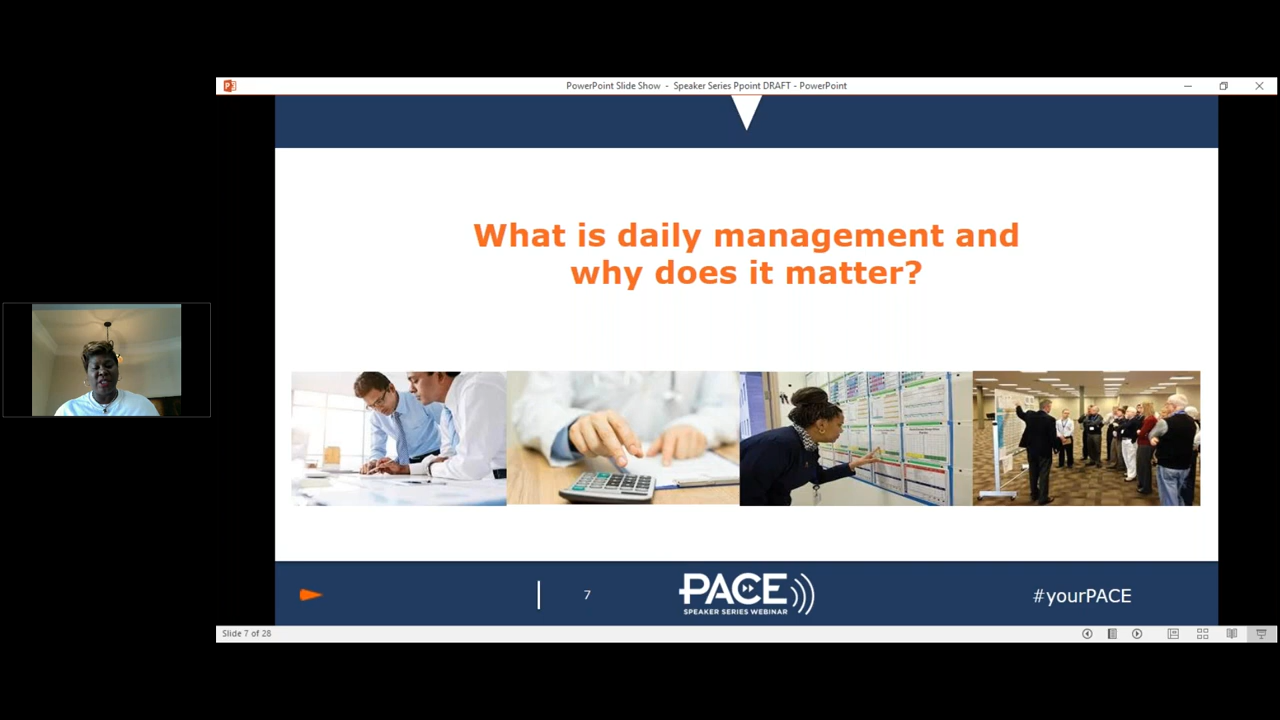 PowerPoint Slide Show - Speaker Series Ppoint DRAFT - PowerPoint
What is daily management and
why does it matter?
7
PACE
SPEAKER SERIES WEBINAR
#yourPACE
Slide 7 of 28